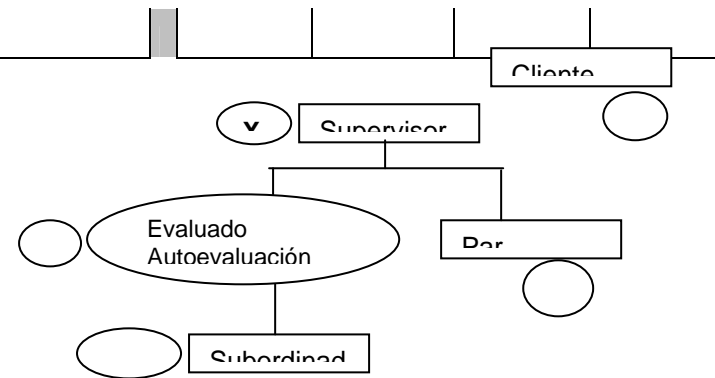 Cliente
x Supervisor
Evaluado
Autoevaluación
Par
Subordinad